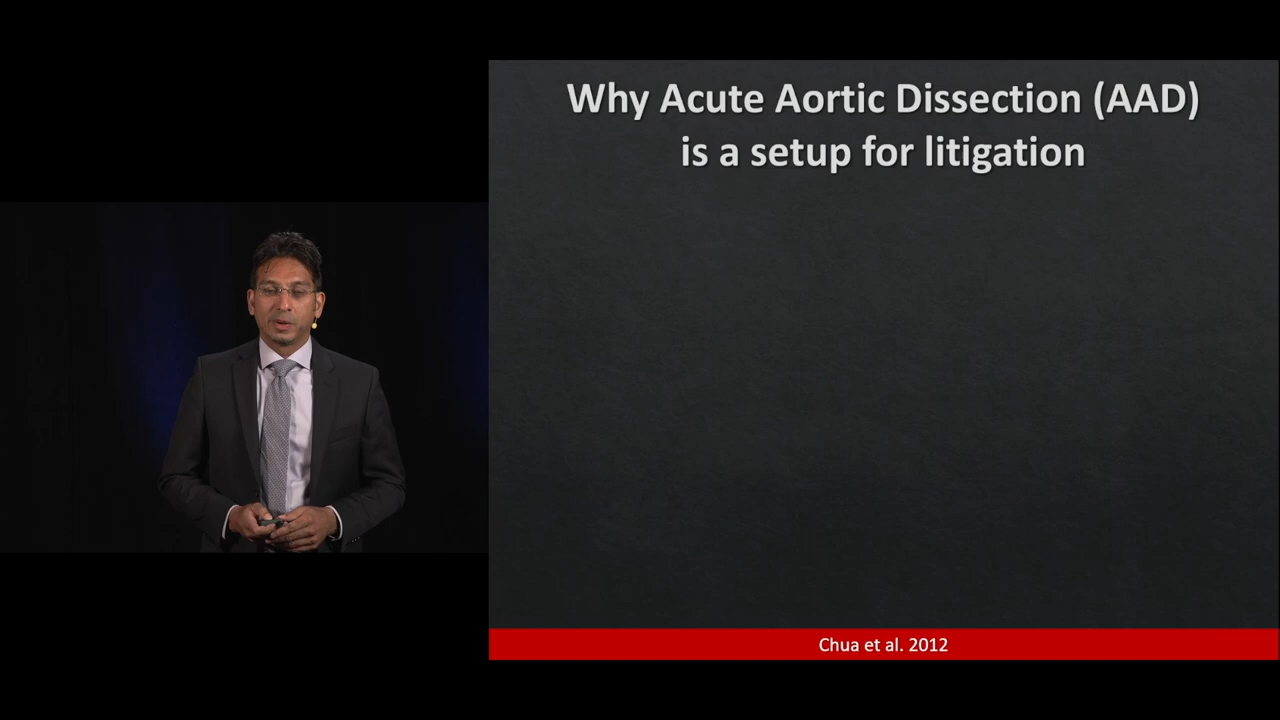 Why Acute Aortic Dissection (AAD)
is a setup for litigation
Chua et al. 2012